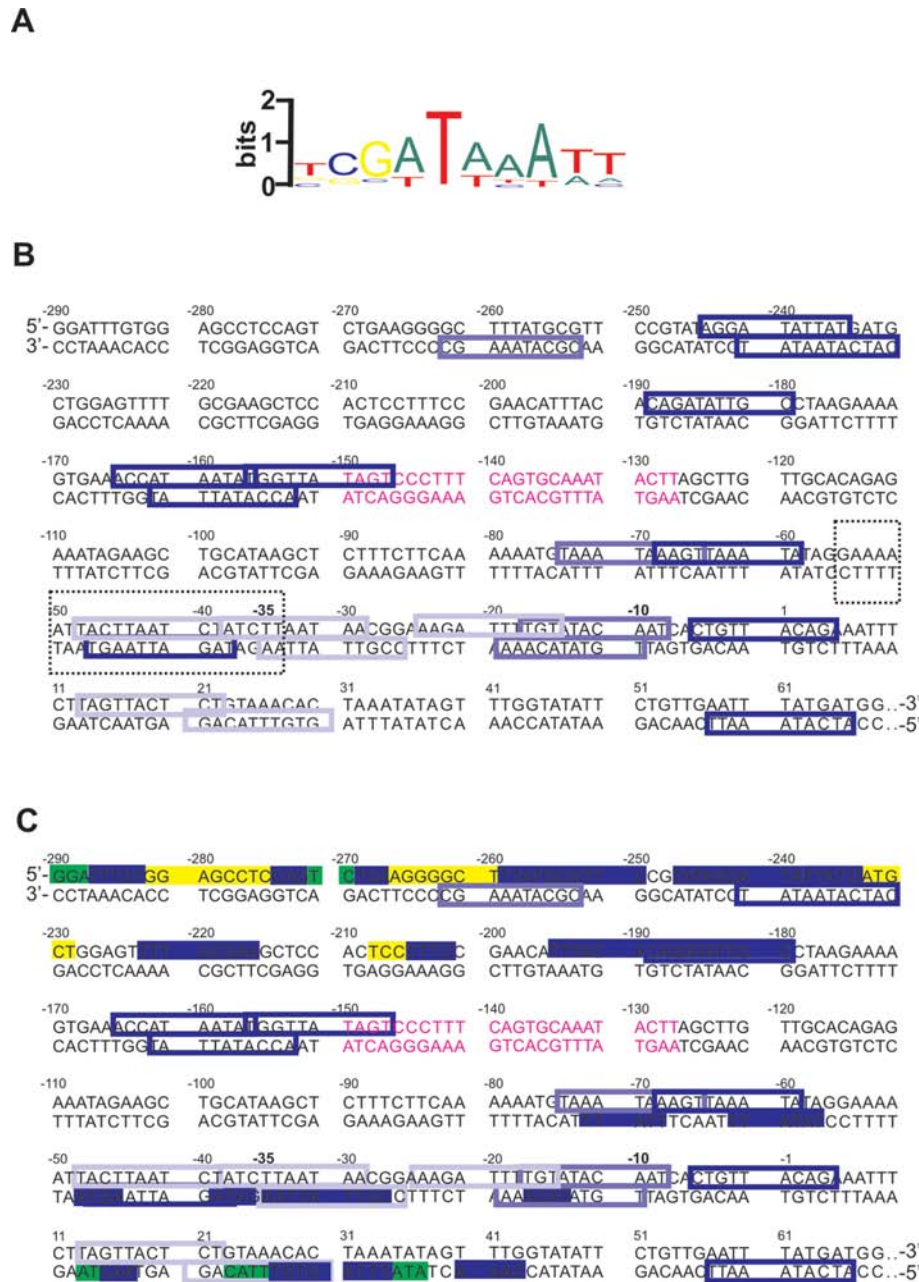 A
2
bits
1
0
TCGATAAATT
B
-290 -280 -270 -260 -250 -240
5'- GGATTTGTGG AGCCTCCAGT CTGAAGGGGC TTTATGCGTT CCGTATAGGA TATTATGATG
3'- CCTAAACACC TCGGAGGTCA GACTTCCCCG AAATACGCAA GGCATATCCT ATAATACTAC
-230 -220 -210 -200 -190 -180
CTGGAGTTTT GCGAAGCTCC ACTCCTTTCC GAACATTTAC ACAGATATTG CCTAAGAAAA
GACCTCAAAA CGCTTCGAGG TGAGGAAAGG CTTGTAAATG TGTCTATAAC GGATTCTTTT
-170 -160 -150 -140 -130 -120
GTGAAACCAT AATATGGTTA TAGTCCCTTT CAGTGCAAAT ACTTAGCTTG TTGCACAGAG
CACTTTGGTA TTATACCAAT ATCAGGGAAA GTCACGTTTA TGAATCGAAC AACGTGTCTC
-110 -100 -90 -80 -70 -60
AAATAGAAGC TGCATAAGCT CTTTCTTCAA AAAATGTAAA TAAAGTTAAA TATAGGAAAA
TTTATCTTCG ACGTATTCGA GAAAGAAGTT TTTTACATTT ATTTCAATTT ATATCCTTTT
-50 -40 -35 -30 -20 -10 1
ATTACTTAAT CTATCTTAAT AACGGAAAGA TTTTGTATAC AATCACTGTT ACAGAAATTT
TAATGAATTA GATAGAATTA TTGCCTTTCT AAAACATATG TTAGTGACAA TGTCTTTAAA
11 21 31 41 51 61
CTTAGTTACT CTGTAAACAC TAAATATAGT TTGGTATATT CTGTTGAATT TATGATGG..-3'
GAATCAATGA GACATTTGTG ATTTATATCA AACCATATAA GACAACTTAA ATACTACC..-5'
C
-290 -280 -270 -260 -250 -240
5'- GGA GG AGCCTC T C AGGGGC T CG ATG
3'- CCTAAACACC TCGGAGGTCA GACTTCCCCG AAATACGCAA GGCATATCCT ATAATACTAC
-230 -220 -210 -200 -190 -180
CTGGAGT GCTCC ACTCC C GAACA CTAAGAAAA
GACCTCAAAA CGCTTCGAGG TGAGGAAAGG CTTGTAAATG TGTCTATAAC GGATTCTTTT
-170 -160 -150 -140 -130 -120
GTGAAACCAT AATATGGTTA TAGTCCCTTT CAGTGCAAAT ACTTAGCTTG TTGCACAGAG
CACTTTGGTA TTATACCAAT ATCAGGGAAA GTCACGTTTA TGAATCGAAC AACGTGTCTC
-110 -100 -90 -80 -70 -60
AAATAGAAGC TGCATAAGCT CTTTCTTCAA AAAATGTAAA TAAAGTTAAA TATAGGAAAA
TTTATCTTCG ACGTATTCGA GAAAGAAGTT TTTTACAT TTCAAT CCTTTT
-50 -40 -35 -30 -20 -10 -1
ATTACTTAAT CTATCTTAAT AACGGAAAGA TTTTGTATAC AATCACTGTT ACAGAAATTT
TA ATTA G CTTTCT AA ATG TTAGTGACAA TGTCTTTAAA
11 21 31 41 51 61
CTTAGTTACT CTGTAAACAC TAAATATAGT TTGGTATATT CTGTTGAATT TATGATGG..-3'
GAAT TGA GACATT ATATC CATATAA GACAACTTAA ATACTACC..-5'